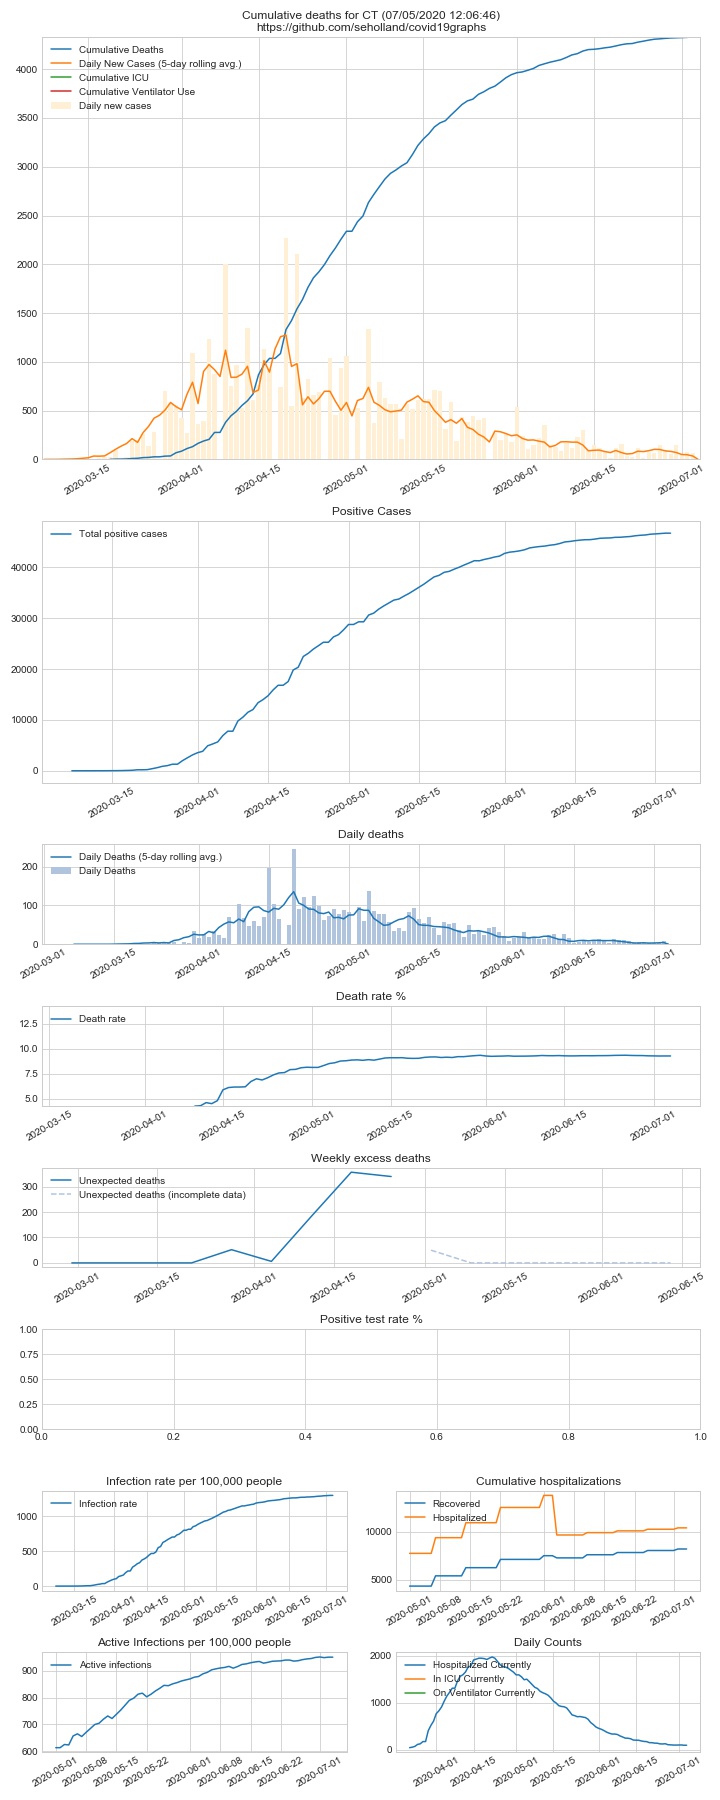 Cumulative deaths for CT (07/05/2020 12:06:46)
https://github.com/seholland/covid19graphs
Cumulative Deaths
Daily New Cases (5-day rolling avg.)
Cumulative ICU
Cumulative Ventilator Use
Daily new cases
4000
3500
3000
2500
2000
1500
1000
500
0
2020-03-15 2020-04-01 2020-04-15 2020-05-01 2020-05-15 2020-06-01 2020-06-15 2020-07-01
Positive Cases
Total positive cases
40000
30000
20000
10000
0
2020-03-15 2020-04-01 2020-04-15 2020-05-01 2020-05-15 2020-06-01 2020-06-15 2020-07-01
Daily deaths
Daily Deaths (5-day rolling avg.)
Daily Deaths
200
100
0
2020-03-01 2020-03-15 2020-04-01 2020-04-15 2020-05-01 2020-05-15 2020-06-01 2020-06-15 2020-07-01
Death rate %
Death rate
12.5
10.0
7.5
5.0
2020-03-15 2020-04-01 2020-04-15 2020-05-01 2020-05-15 2020-06-01 2020-06-15 2020-07-01
Weekly excess deaths
Unexpected deaths
Unexpected deaths (incomplete data)
300
200
100
0
2020-03-01 2020-03-15 2020-04-01 2020-04-15 2020-05-01 2020-05-15 2020-06-01 2020-06-15
Positive test rate %
1.00
0.75
0.50
0.25
0.00
0.0 0.2 0.4 0.6 0.8 1.0
Infection rate per 100,000 people
Infection rate
1000
500
0
2020-03-15 2020-04-01 2020-04-15 2020-05-01 2020-05-15 2020-06-01 2020-06-15 2020-07-01
Cumulative hospitalizations
Recovered
Hospitalized
10000
5000
2020-05-01 2020-05-08 2020-05-15 2020-05-22 2020-06-01 2020-06-08 2020-06-15 2020-06-22 2020-07-01
Active Infections per 100,000 people
Active infections
900
800
700
600
2020-05-01 2020-05-08 2020-05-15 2020-05-22 2020-06-01 2020-06-08 2020-06-15 2020-06-22 2020-07-01
Daily Counts
Hospitalized Currently
In ICU Currently
On Ventilator Currently
2000
1000
0
2020-04-01 2020-04-15 2020-05-01 2020-05-15 2020-06-01 2020-06-15 2020-07-01